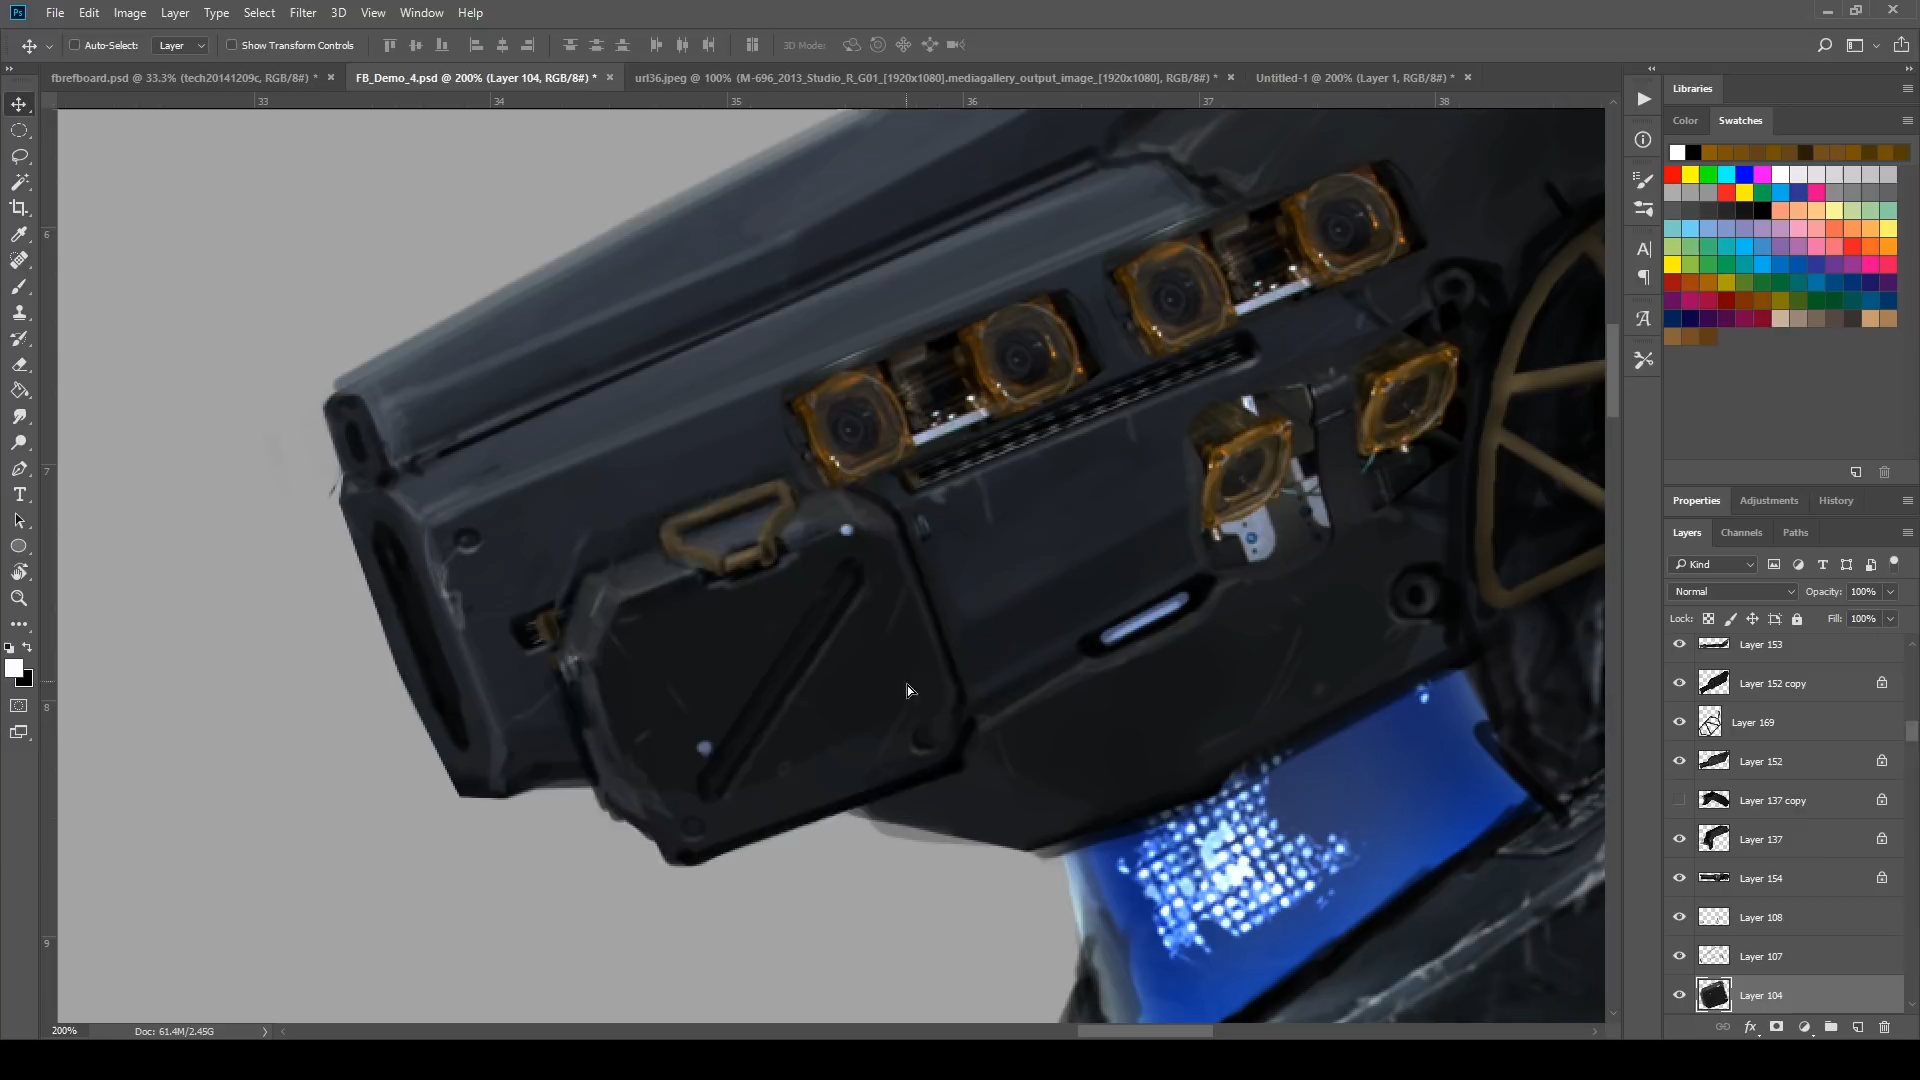 Ps File Edit Image Layer Type Select Filter 3D View Window Help
Auto-Select: Layer Show Transform Controls 3D Mode:
fbrefboard.psd @ 33.3% (tech20141209c, RGB/8#) * FB_Demo_4.psd @ 200% (Layer 104, RGB/8#) * url36.jpeg @ 100% (M-696_2013_Studio_R_G01_[1920x1080].mediagallery_output_image_[1920x1080], RGB/8#) * Untitled-1 @ 200% (Layer 1, RGB/8#) *
33 34 35 36 37 38
6
7
8
9
Libraries
Color Swatches
Properties Adjustments History
Layers Channels Paths
Kind
Normal Opacity: 100%
Lock: Fill: 100%
Layer 153
Layer 152 copy
Layer 169
Layer 152
Layer 137 copy
Layer 137
Layer 154
Layer 108
Layer 107
Layer 104
200% Doc: 61.4M/2.45G